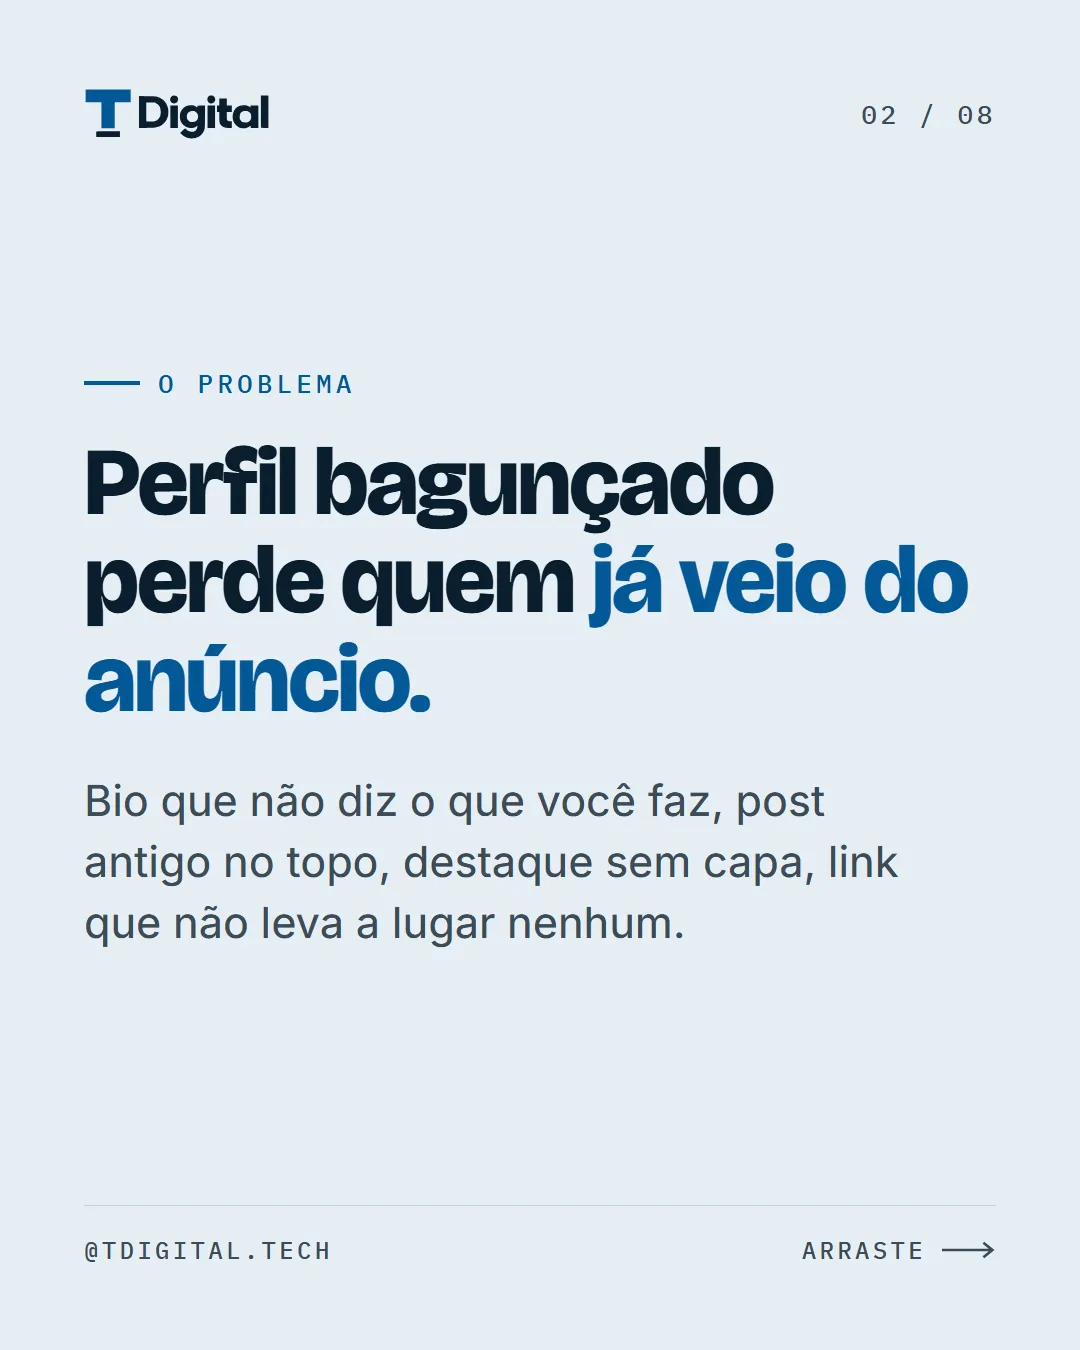 T Digital
02 / 08
O PROBLEMA
Perfil bagunçado
perde quem já veio do
anúncio.
Bio que não diz o que você faz, post
antigo no topo, destaque sem capa, link
que não leva a lugar nenhum.
@TDIGITAL.TECH
ARRASTE